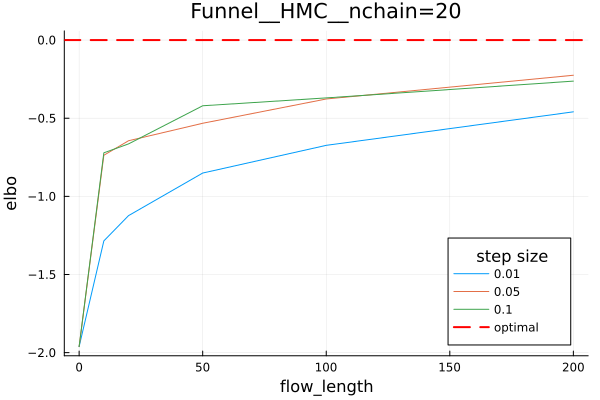 Funnel__HMC__nchain=20
0.0
−0.5
−1.0
−1.5
−2.0
elbo
step size
0.01
0.05
0.1
optimal
0 50 100 150 200
flow_length